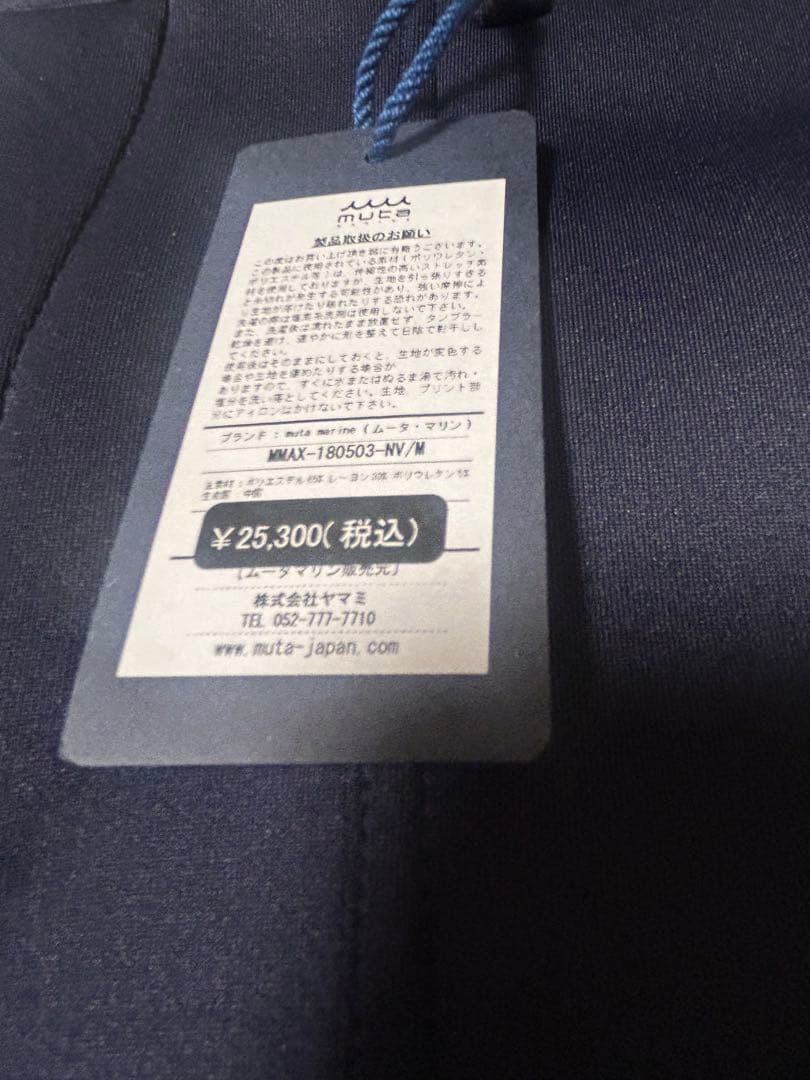 muta
MARINE
製品取扱のお願い
この度はお買い上げ頂き誠に有難うございます。
この製品に使用されている素材(ポリウレタン・
ポリエステル等)は、伸縮性の高いストレッチ素
材を使用しておりますが、生地を引っ張りすぎる
と糸切れが発生する可能性があり、強い摩擦によ
り生地が溶けたり破れたりする恐れがあります。
洗濯の際は塩素系洗剤は使用しないで下さい。
また、洗濯後は濡れたまま放置せず、タンブラー
乾燥を避け、速やかに形を整えて日陰で影干しし
てください。
使用後はそのままにしておくと、生地が変色する
場合や生地を傷めたりする場合が
ありますので、すぐに水またはぬるま湯で汚れ・
塩分を洗い落としてください。生地、プリント部
分にアイロンはかけないで下さい。
ブランド : muta marine (ムータ・マリン)
MMAX-180503-NV/M
主素材 : ポリエステル65% レーヨン30% ポリウレタン5%
生産国 : 中国
¥25,300(税込)
[ムータマリン販売元]
株式会社ヤマミ
TEL 052-777-7710
www.muta-japan.com